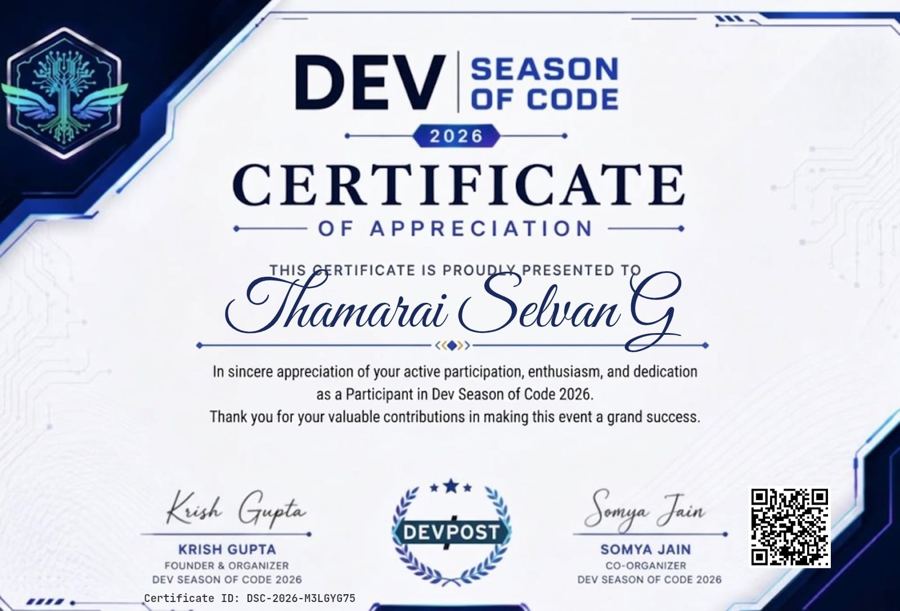 DEV SEASON
OF CODE
2026
CERTIFICATE
OF APPRECIATION
THIS CERTIFICATE IS PROUDLY PRESENTED TO
Thamarai Selvan G
In sincere appreciation of your active participation, enthusiasm, and dedication
as a Participant in Dev Season of Code 2026.
Thank you for your valuable contributions in making this event a grand success.
Krish Gupta
KRISH GUPTA
FOUNDER & ORGANIZER
DEV SEASON OF CODE 2026
DEVPOST
Somya Jain
SOMYA JAIN
CO-ORGANIZER
DEV SEASON OF CODE 2026
Certificate ID: DSC-2026-M3LGYG75